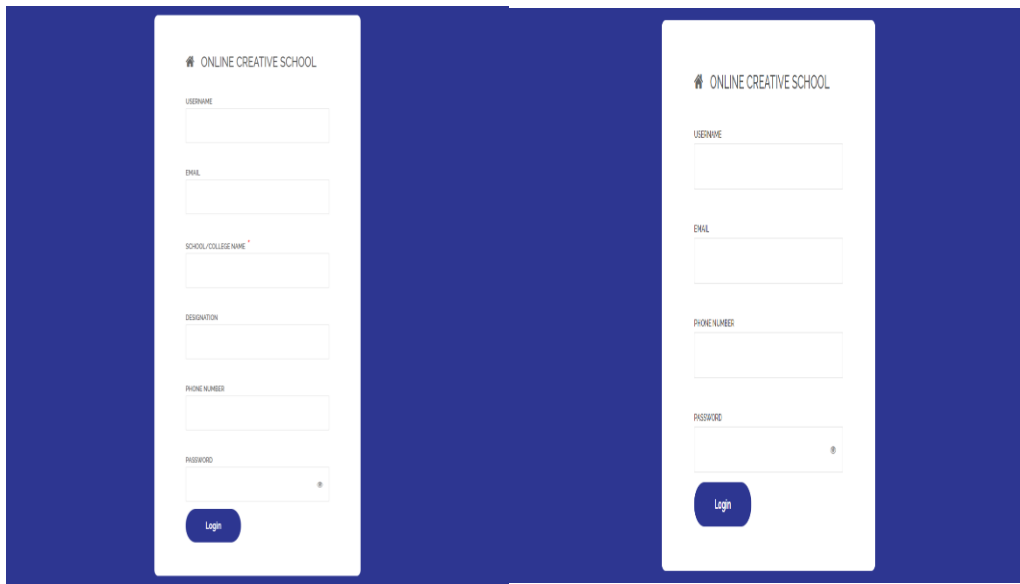 ONLINE CREATIVE SCHOOL
USERNAME
EMAIL
SCHOOL/COLLEGE NAME *
DESIGNATION
PHONE NUMBER
PASSWORD
Login
ONLINE CREATIVE SCHOOL
USERNAME
EMAIL
PHONE NUMBER
PASSWORD
Login